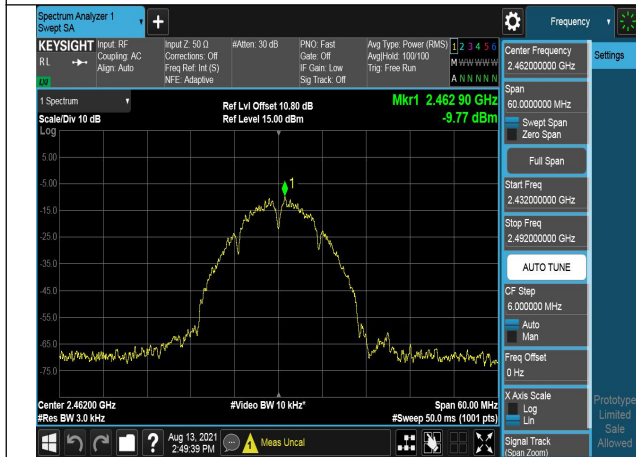 Spectrum Analyzer 1
Swept SA
+
Frequency
KEYSIGHT
RL
LXI
Input: RF
Coupling: AC
Align: Auto
Input Z: 50 Ω
Corrections: Off
Freq Ref: Int (S)
NFE: Adaptive
#Atten: 30 dB
PNO: Fast
Gate: Off
IF Gain: Low
Sig Track: Off
Avg Type: Power (RMS)
Avg|Hold: 100/100
Trig: Free Run
1 2 3 4 5 6
M W W W W W
A N N N N N
1 Spectrum
Scale/Div 10 dB
Log
Ref Lvl Offset 10.80 dB
Ref Level 15.00 dBm
Mkr1 2.462 90 GHz
-9.77 dBm
5.00
-5.00
-15.0
-25.0
-35.0
-45.0
-55.0
-65.0
-75.0
1
Center 2.46200 GHz
#Res BW 3.0 kHz
#Video BW 10 kHz*
Span 60.00 MHz
#Sweep 50.0 ms (1001 pts)
?
Aug 13, 2021
2:49:39 PM
Meas Uncal
Center Frequency
2.462000000 GHz
Settings
Span
60.0000000 MHz
Swept Span
Zero Span
Full Span
Start Freq
2.432000000 GHz
Stop Freq
2.492000000 GHz
AUTO TUNE
CF Step
6.000000 MHz
Auto
Man
Freq Offset
0 Hz
X Axis Scale
Log
Lin
Signal Track
(Span Zoom)
Prototype
Limited
Sale
Allowed